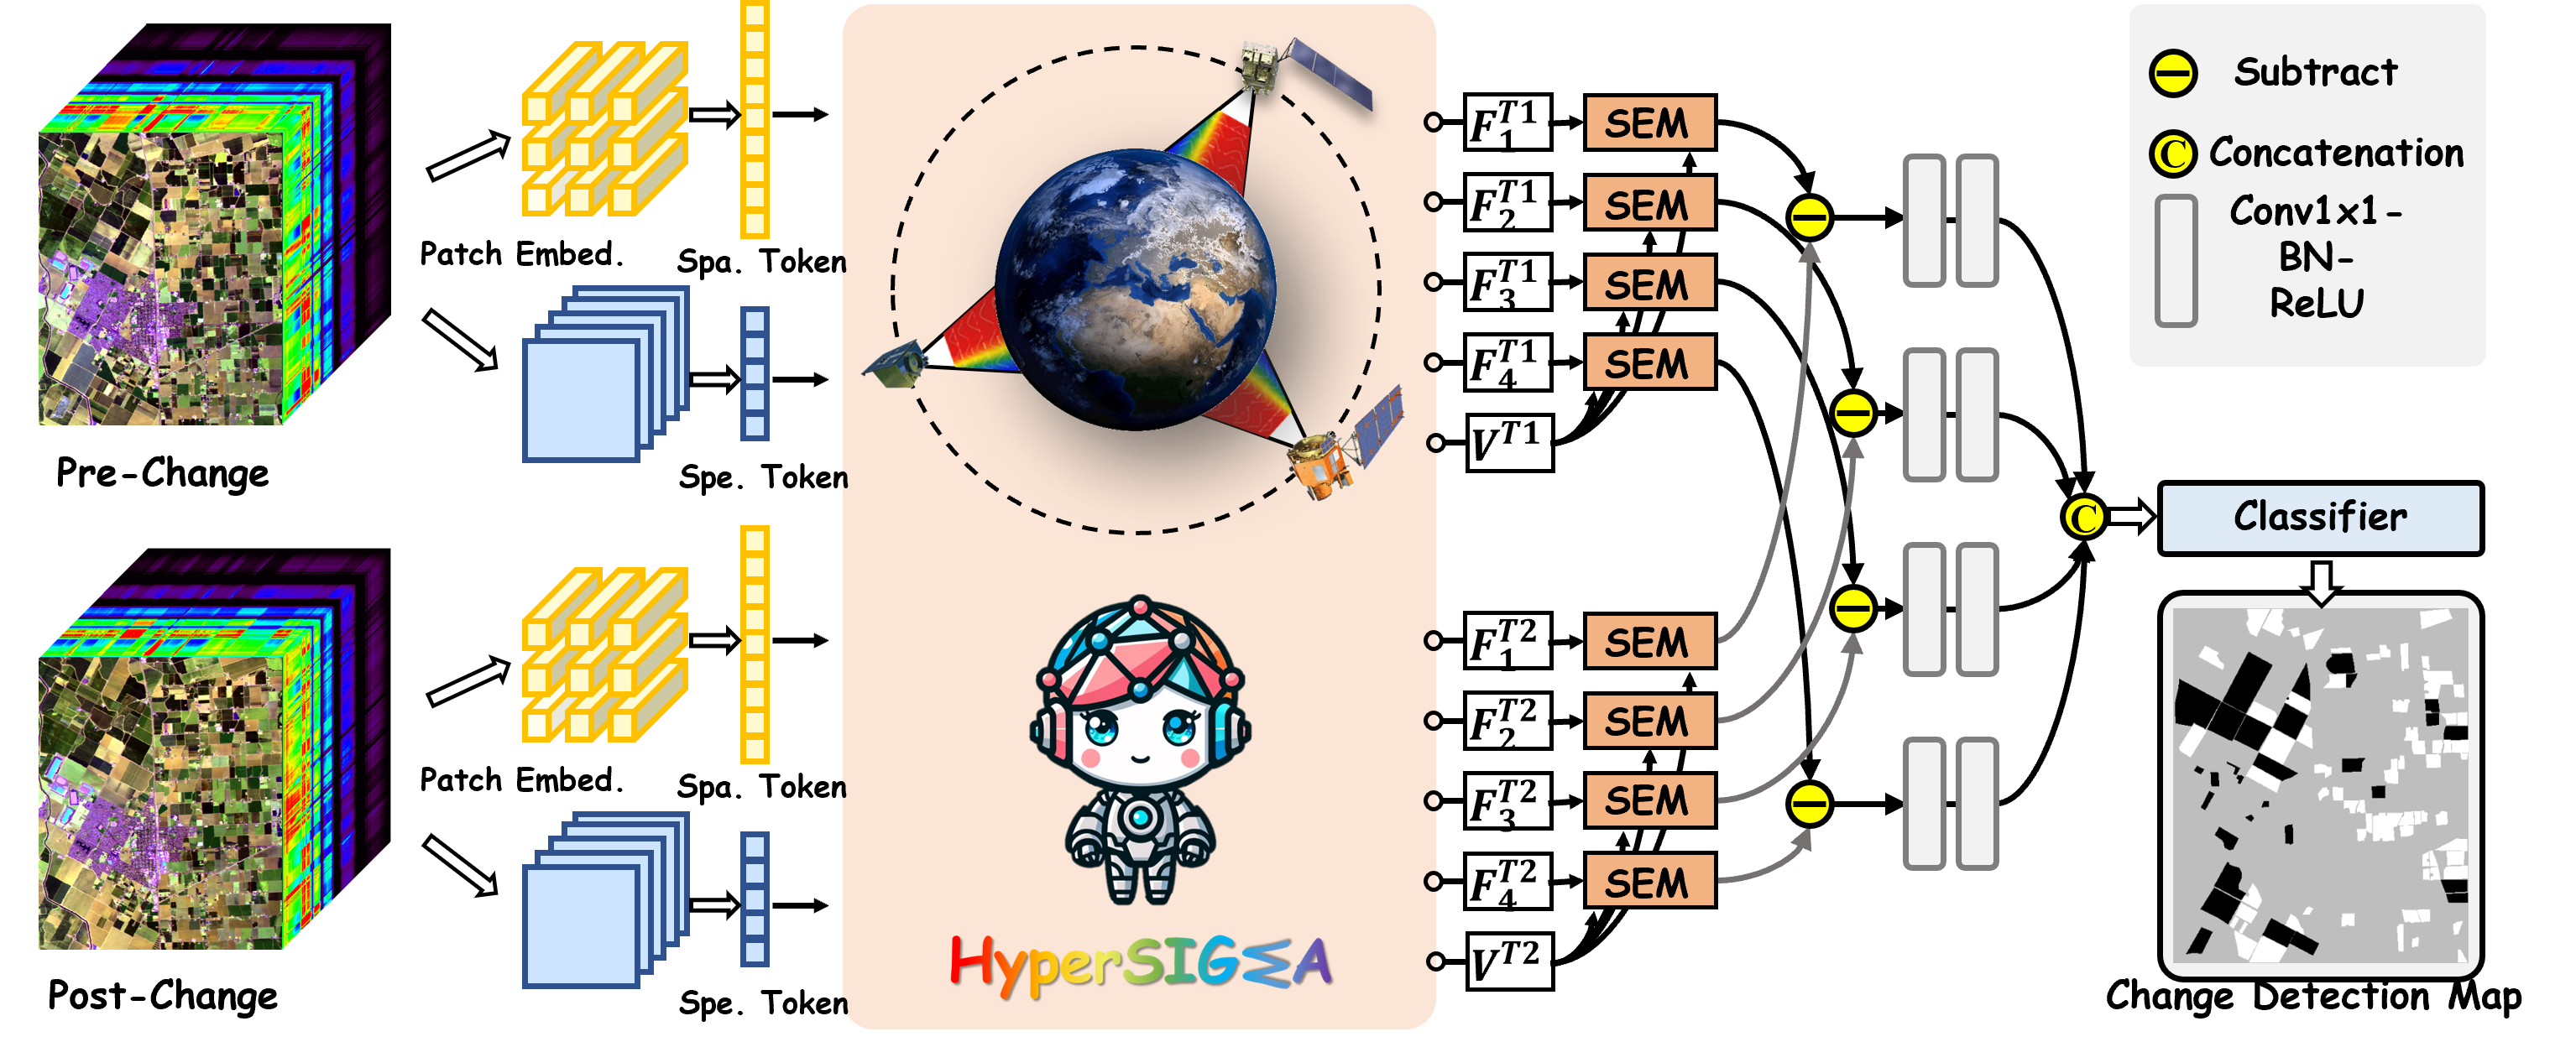 Pre-Change
Patch Embed.
Spa. Token
Spe. Token
Post-Change
Patch Embed.
Spa. Token
Spe. Token
HyperSIGMA
F_1^{T1}
SEM
F_2^{T1}
SEM
F_3^{T1}
SEM
F_4^{T1}
SEM
V^{T1}
F_1^{T2}
SEM
F_2^{T2}
SEM
F_3^{T2}
SEM
F_4^{T2}
SEM
V^{T2}
Subtract
C Concatenation
Conv1x1-
BN-
ReLU
C
Classifier
Change Detection Map